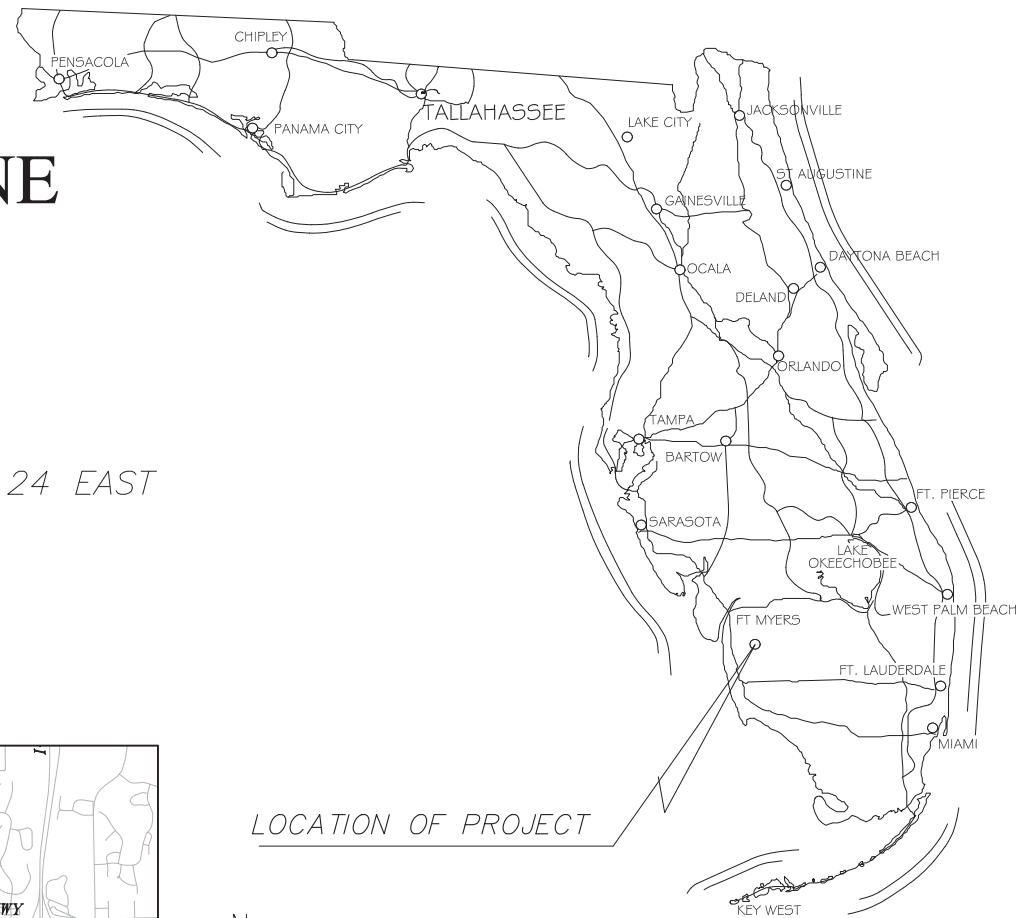 CHIPLEY
PENSACOLA
TALLAHASSEE
JACKSONVILLE
LAKE CITY
PANAMA CITY
NE
ST AUGUSTINE
GAINESVILLE
DAYTONA BEACH
OCALA
DELAND
ORLANDO
TAMPA
BARTOW
24 EAST
FT. PIERCE
SARASOTA
LAKE
OKEECHOBEE
WEST PALM BEACH
FT MYERS
FT. LAUDERDALE
MIAMI
I
LOCATION OF PROJECT
WY
N
KEY WEST